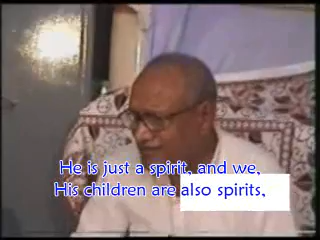 He is just a spirit, and we,
His children are also spirits,